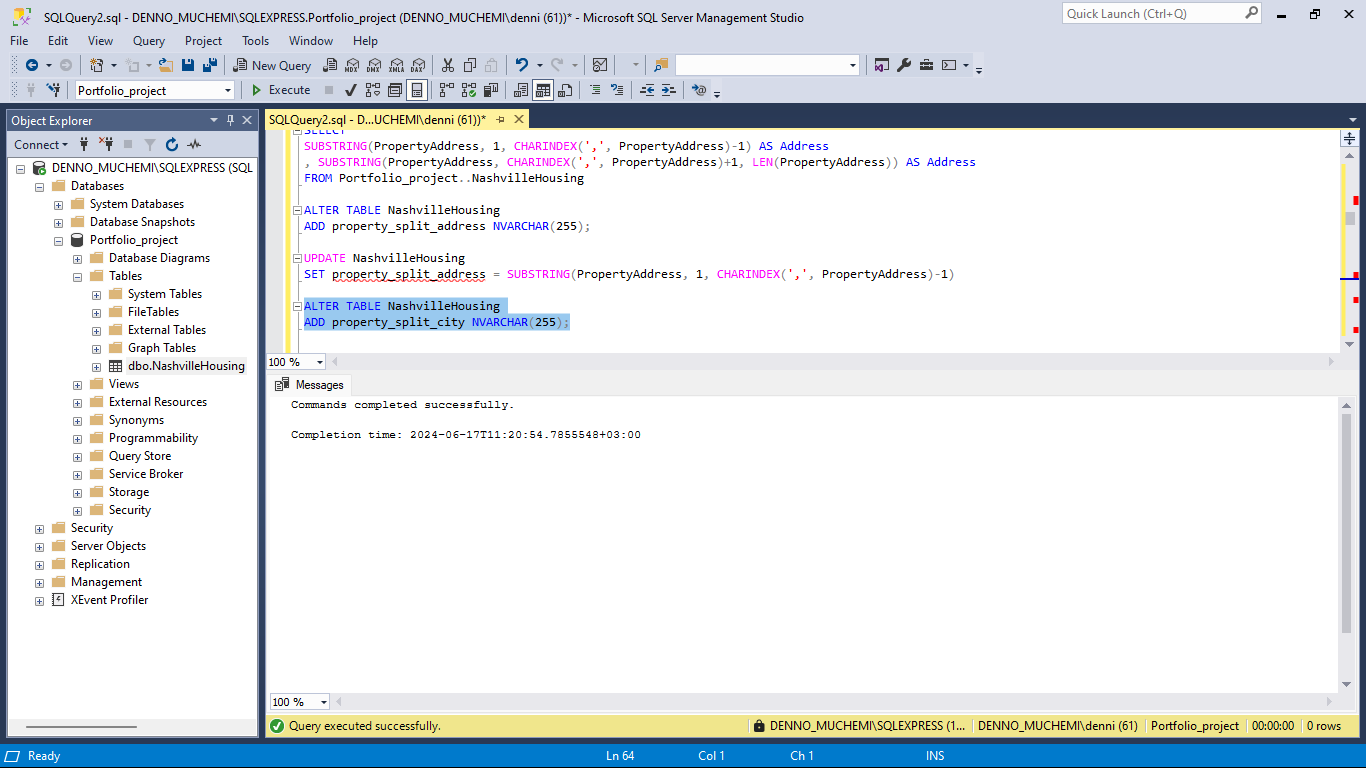 SQLQuery2.sql - DENNO_MUCHEMI\SQLEXPRESS.Portfolio_project (DENNO_MUCHEMI\denni (61))* - Microsoft SQL Server Management Studio
Quick Launch (Ctrl+Q)
File Edit View Query Project Tools Window Help
New Query
MDX DMX XMLA DAX
Portfolio_project
Execute
Object Explorer
Connect
DENNO_MUCHEMI\SQLEXPRESS (SQL
Databases
System Databases
Database Snapshots
Portfolio_project
Database Diagrams
Tables
System Tables
FileTables
External Tables
Graph Tables
dbo.NashvilleHousing
Views
External Resources
Synonyms
Programmability
Query Store
Service Broker
Storage
Security
Security
Server Objects
Replication
Management
XEvent Profiler
SQLQuery2.sql - D...UCHEMI\denni (61))*
SELECT
SUBSTRING(PropertyAddress, 1, CHARINDEX(',', PropertyAddress)-1) AS Address
, SUBSTRING(PropertyAddress, CHARINDEX(',', PropertyAddress)+1, LEN(PropertyAddress)) AS Address
FROM Portfolio_project..NashvilleHousing
ALTER TABLE NashvilleHousing
ADD property_split_address NVARCHAR(255);
UPDATE NashvilleHousing
SET property_split_address = SUBSTRING(PropertyAddress, 1, CHARINDEX(',', PropertyAddress)-1)
ALTER TABLE NashvilleHousing
ADD property_split_city NVARCHAR(255);
100 %
Messages
Commands completed successfully.
Completion time: 2024-06-17T11:20:54.7855548+03:00
100 %
Query executed successfully.
DENNO_MUCHEMI\SQLEXPRESS (1...
DENNO_MUCHEMI\denni (61)
Portfolio_project
00:00:00
0 rows
Ready
Ln 64
Col 1
Ch 1
INS